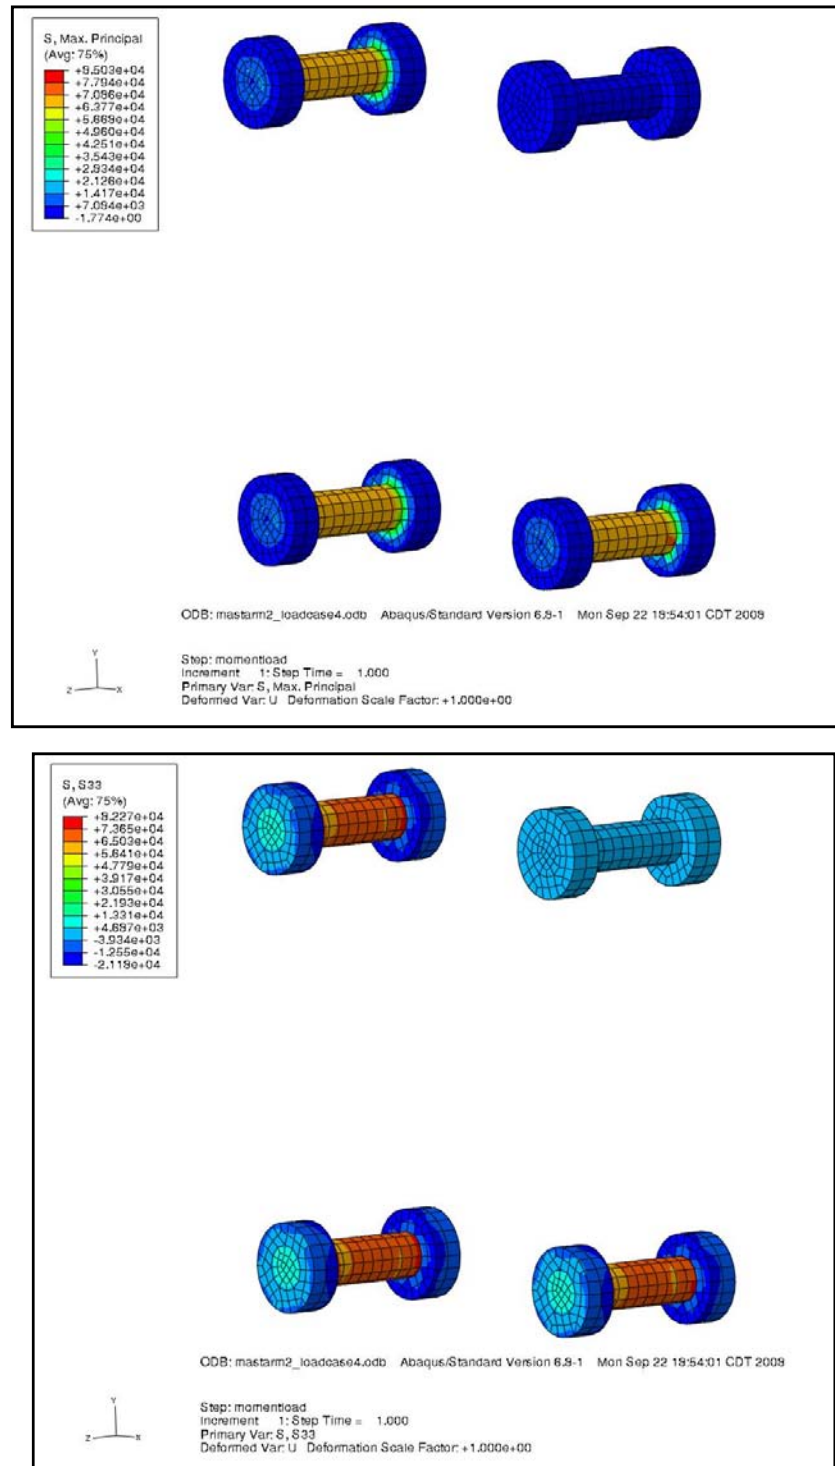 S, Max. Principal
(Avg: 75%)
+8.503e+04
+7.794e+04
+7.086e+04
+6.377e+04
+5.668e+04
+4.960e+04
+4.251e+04
+3.543e+04
+2.834e+04
+2.126e+04
+1.417e+04
+7.084e+03
-1.774e+00
ODB: mastarm2_loadcase4.odb Abaqus/Standard Version 6.8-1 Mon Sep 22 18:54:01 CDT 2008
Step: momentload
Increment 1: Step Time = 1.000
Primary Var: S, Max. Principal
Deformed Var: U Deformation Scale Factor: +1.000e+00
Y
Z X
S, S33
(Avg: 75%)
+8.227e+04
+7.365e+04
+6.503e+04
+5.641e+04
+4.779e+04
+3.917e+04
+3.055e+04
+2.193e+04
+1.331e+04
+4.687e+03
-3.934e+03
-1.255e+04
-2.118e+04
ODB: mastarm2_loadcase4.odb Abaqus/Standard Version 6.8-1 Mon Sep 22 18:54:01 CDT 2008
Step: momentload
Increment 1: Step Time = 1.000
Primary Var: S, S33
Deformed Var: U Deformation Scale Factor: +1.000e+00
Y
Z X